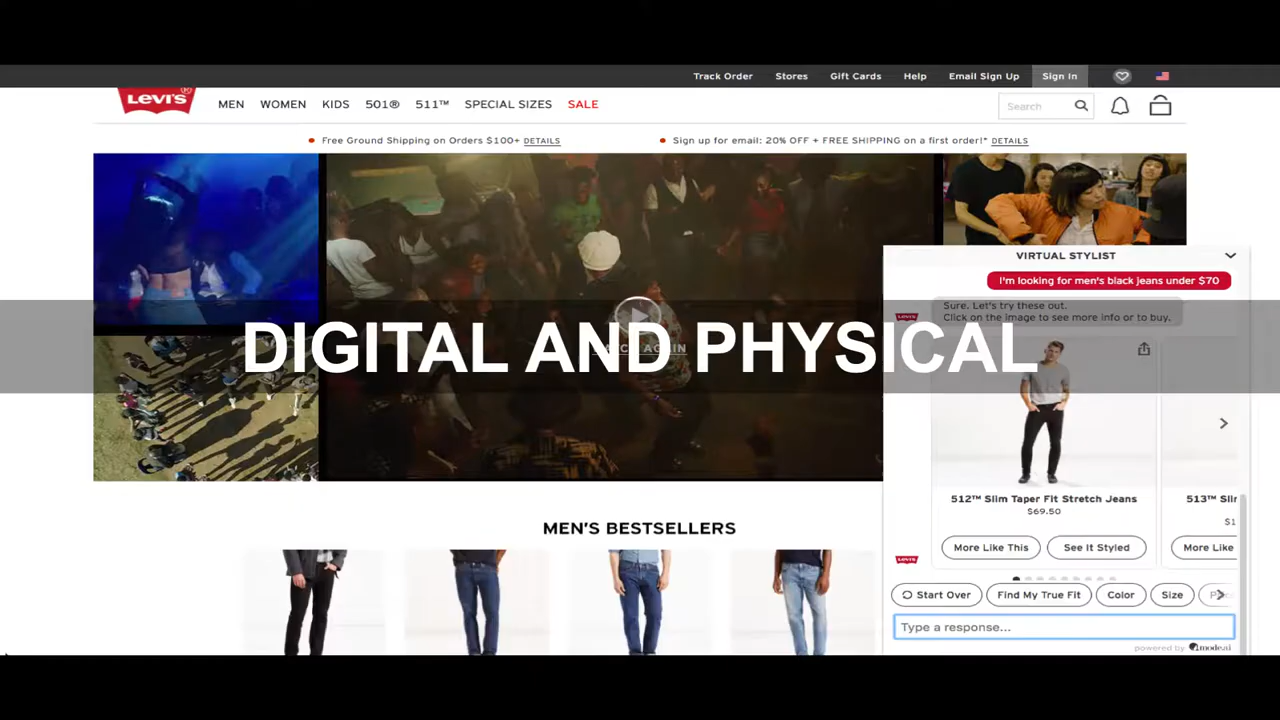 Track Order Stores Gift Cards Help Email Sign Up Sign In
Levi's
MEN WOMEN KIDS 501® 511™ SPECIAL SIZES SALE
Search
Free Ground Shipping on Orders $100+ DETAILS
Sign up for email: 20% OFF + FREE SHIPPING on a first order!* DETAILS
VIRTUAL STYLIST
I'm looking for men's black jeans under $70
Sure. Let's try these out.
Click on the image to see more info or to buy.
DIGITAL AND PHYSICAL
512™ Slim Taper Fit Stretch Jeans
$69.50
More Like This
See It Styled
513™
More Like
MEN'S BESTSELLERS
Start Over
Find My True Fit
Color
Size
Type a response...
powered by